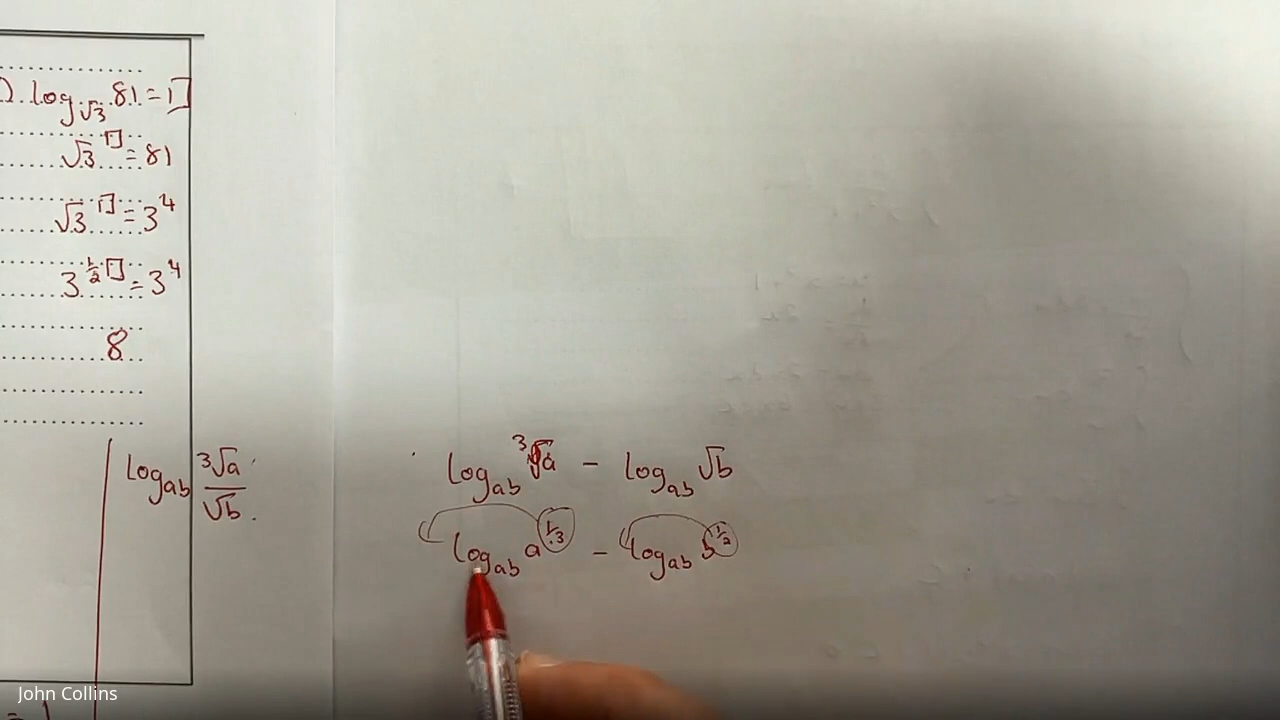 log√3 81 = □
√3^□ = 81
√3^□ = 3^4
3^(1/2 □) = 3^4
8
log_ab ³√a / √b
log_ab ³√a − log_ab √b
log_ab a^(1/3) − log_ab b^(1/2)
John Collins